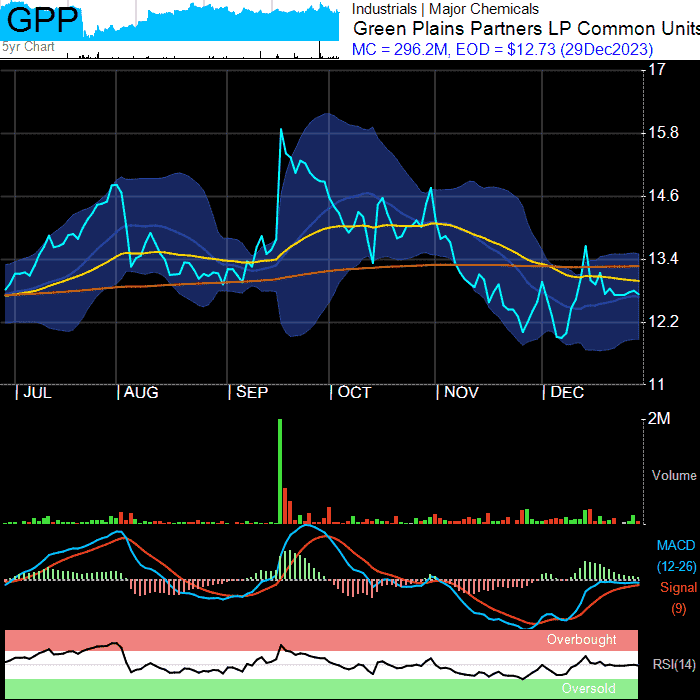 GPP
5yr Chart
Industrials | Major Chemicals
Green Plains Partners LP Common Units
MC = 296.2M, EOD = $12.73 (29Dec2023)
17
15.8
14.6
13.4
12.2
11
JUL
AUG
SEP
OCT
NOV
DEC
2M
Volume
MACD
(12-26)
Signal
(9)
Overbought
RSI(14)
Oversold